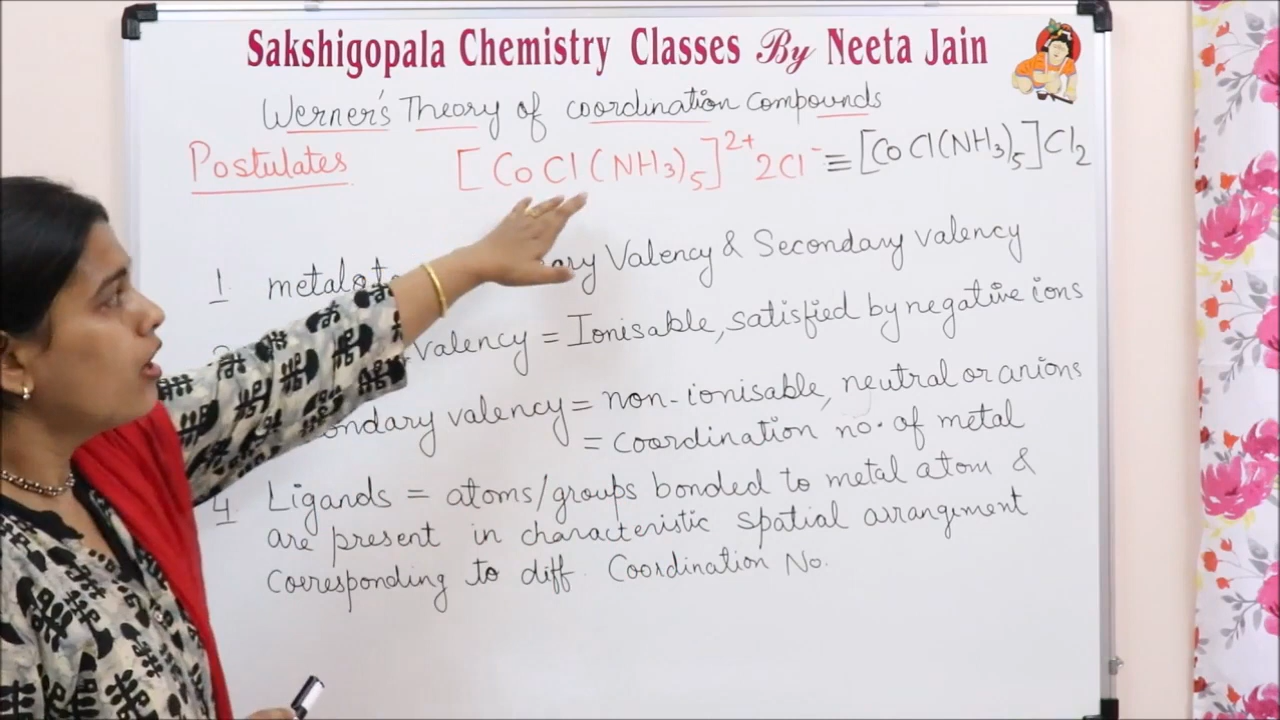 Sakshigopala Chemistry Classes By Neeta Jain
Werner's Theory of coordination compounds
Postulates [CoCl(NH3)5]2+ 2Cl- ≡ [CoCl(NH3)5]Cl2
1. Valency & Secondary valency
valency = Ionisable, satisfied by negative ions
valency = non-ionisable, neutral or anions
= coordination no. of metal
4 Ligands = atoms/groups bonded to metal atom &
are present in characteristic spatial arrangement
Corresponding to diff. Coordination No.